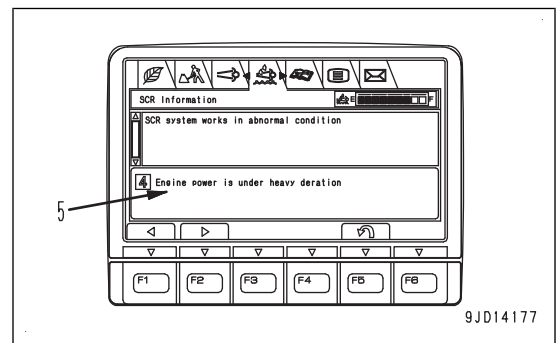 SCR Information
E F
SCR system works in abnormal condition
4 Engine power is under heavy deration
5
F1 F2 F3 F4 F5 F6
9JD14177